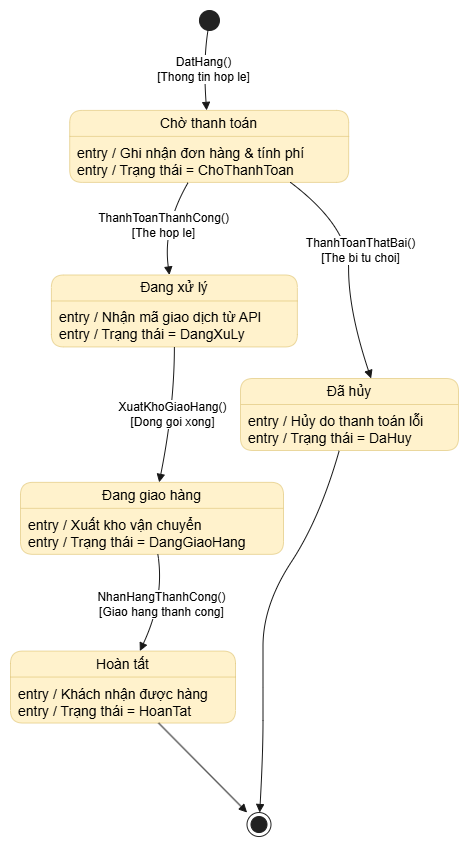 DatHang()
[Thong tin hop le]
Chờ thanh toán
entry / Ghi nhận đơn hàng & tính phí
entry / Trạng thái = ChoThanhToan
ThanhToanThanhCong()
[The hop le]
ThanhToanThatBai()
[The bi tu choi]
Đang xử lý
entry / Nhận mã giao dịch từ API
entry / Trạng thái = DangXuLy
Đã hủy
entry / Hủy do thanh toán lỗi
entry / Trạng thái = DaHuy
XuatKhoGiaoHang()
[Dong goi xong]
Đang giao hàng
entry / Xuất kho vận chuyển
entry / Trạng thái = DangGiaoHang
NhanHangThanhCong()
[Giao hang thanh cong]
Hoàn tất
entry / Khách nhận được hàng
entry / Trạng thái = HoanTat